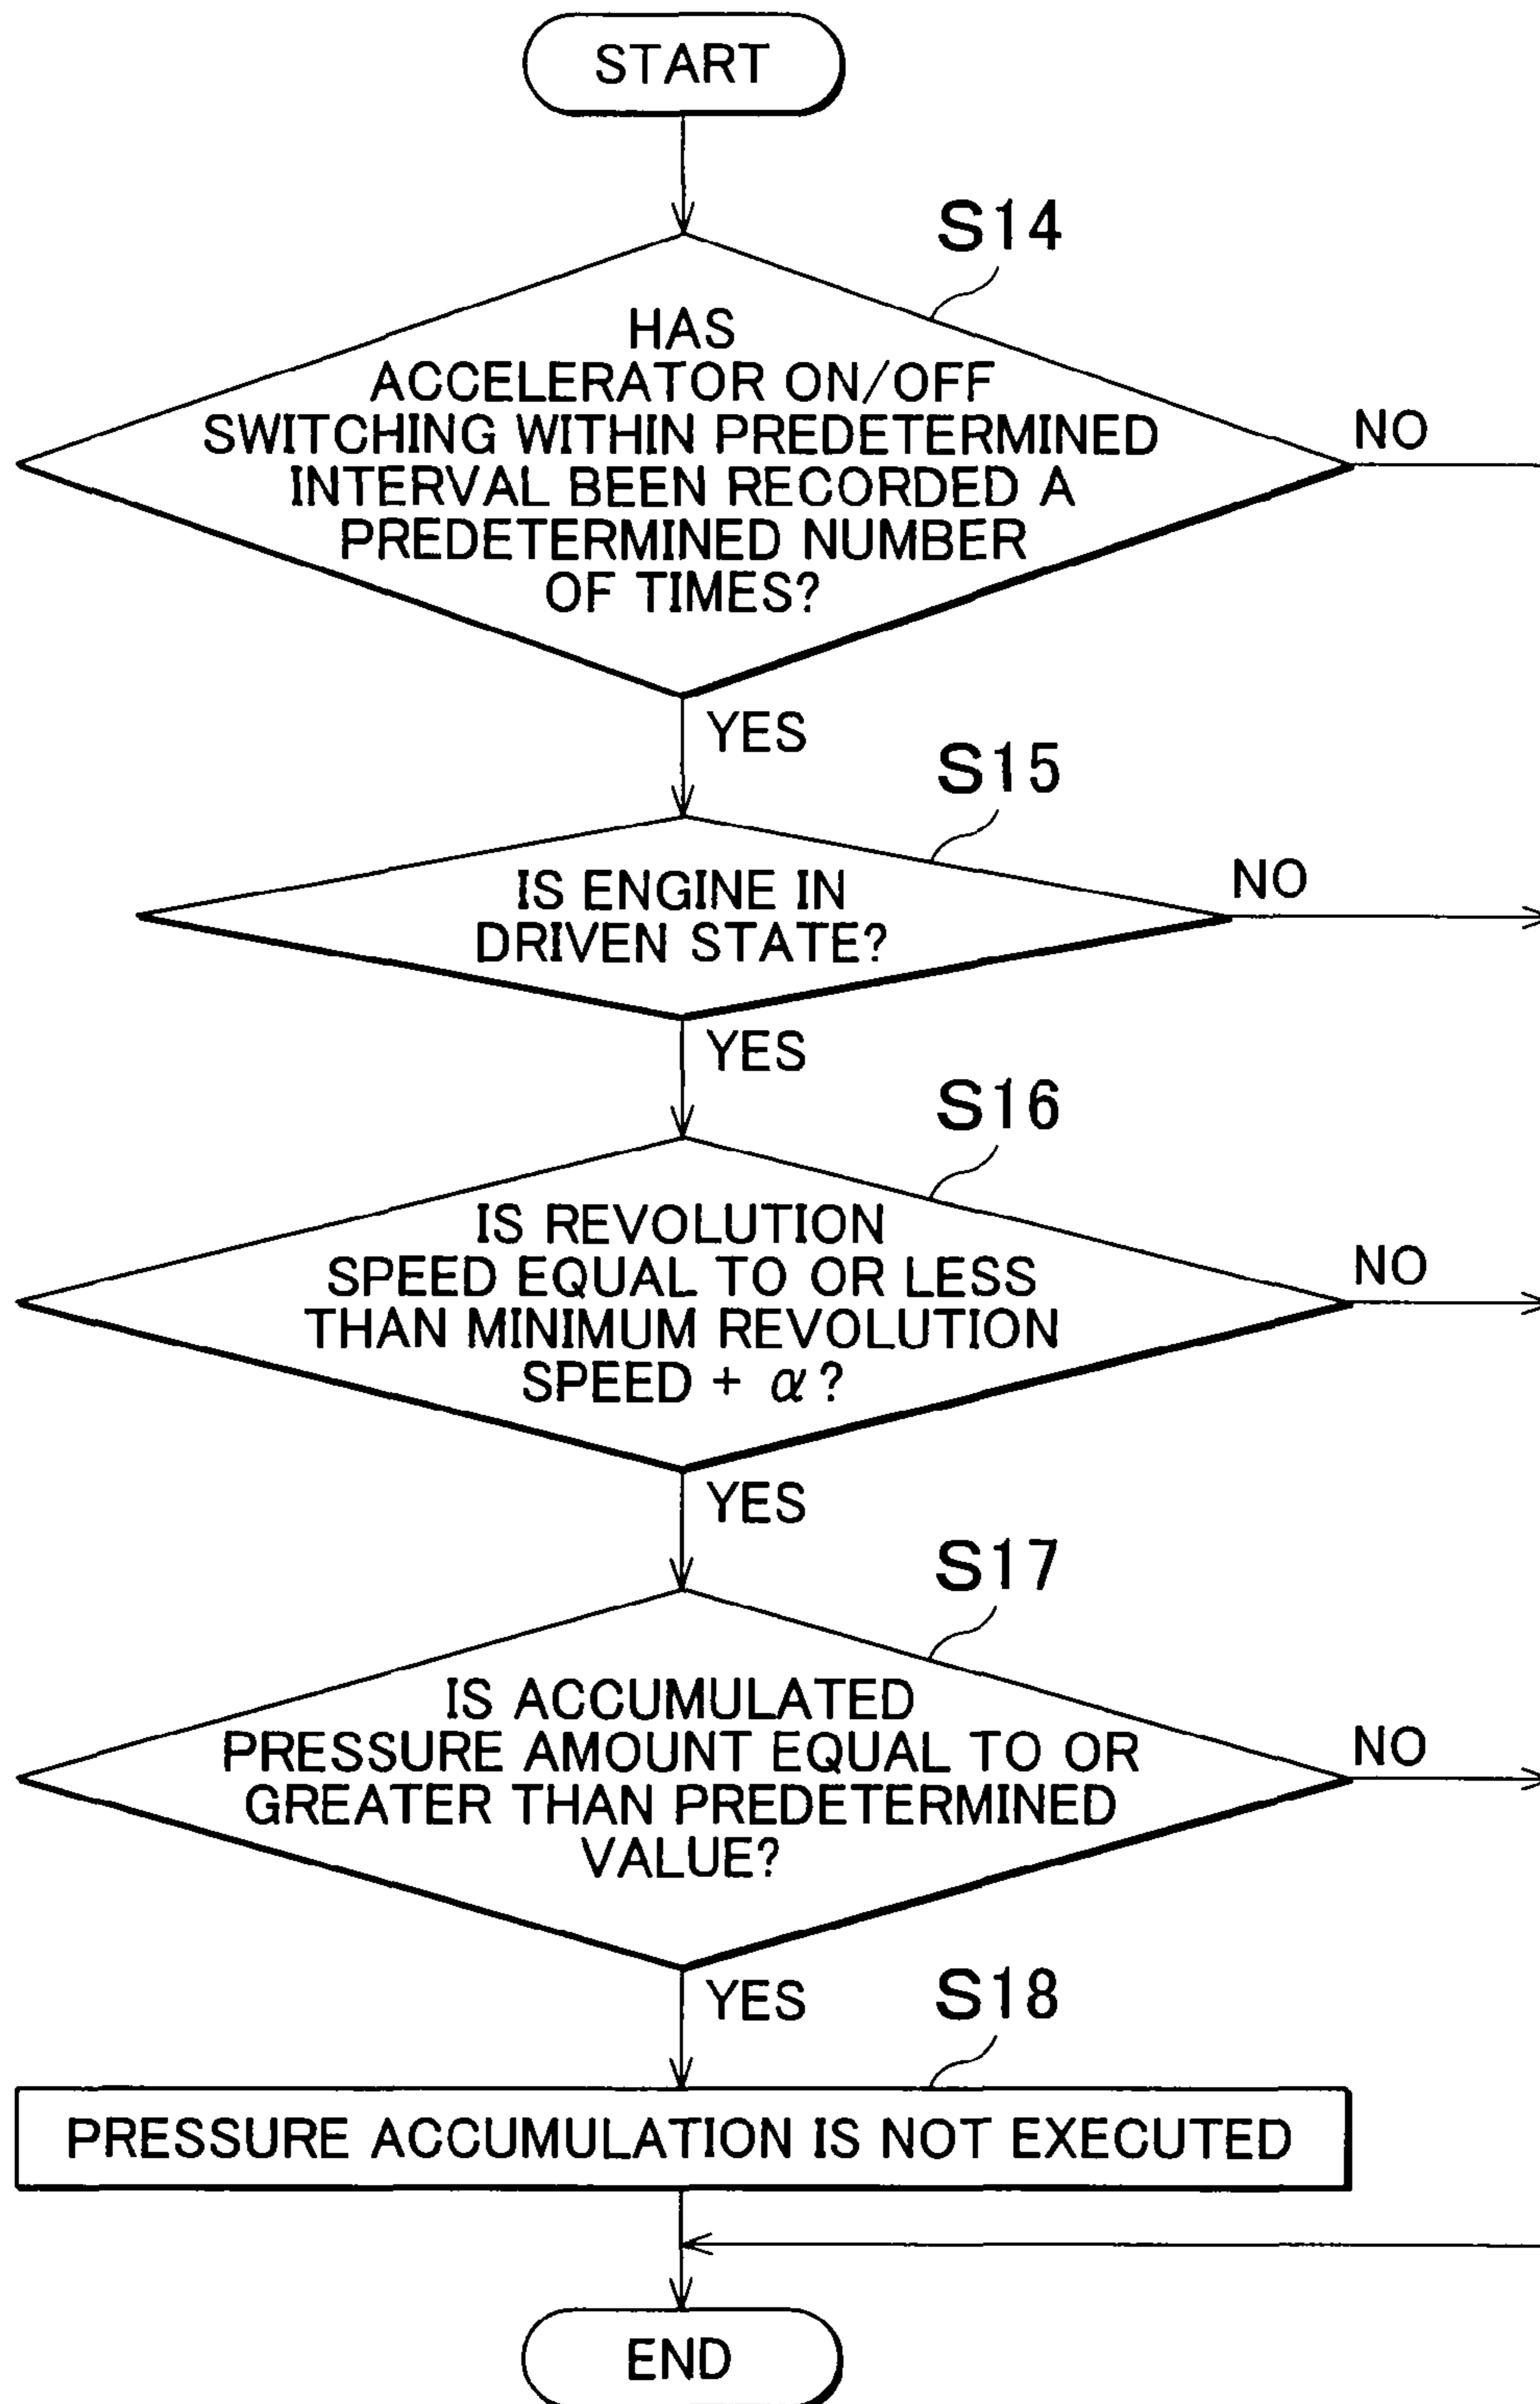 START
S14
HAS
ACCELERATOR ON/OFF
SWITCHING WITHIN PREDETERMINED
INTERVAL BEEN RECORDED A
PREDETERMINED NUMBER
OF TIMES?
NO
YES
S15
IS ENGINE IN
DRIVEN STATE?
NO
YES
S16
IS REVOLUTION
SPEED EQUAL TO OR LESS
THAN MINIMUM REVOLUTION
SPEED + α?
NO
YES
S17
IS ACCUMULATED
PRESSURE AMOUNT EQUAL TO OR
GREATER THAN PREDETERMINED
VALUE?
NO
YES
S18
PRESSURE ACCUMULATION IS NOT EXECUTED
END